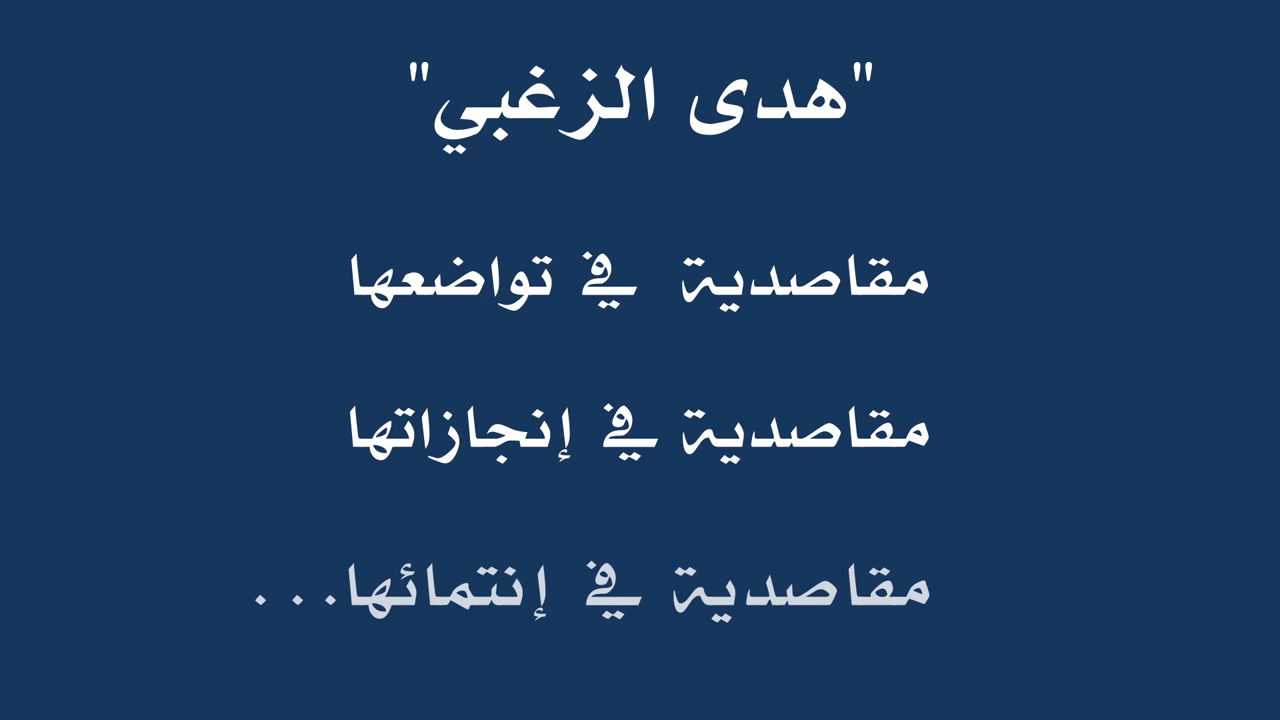 "هدى الزغبي"
مقاصدية في تواضعها
مقاصدية في إنجازاتها
مقاصدية في إنتمائها...